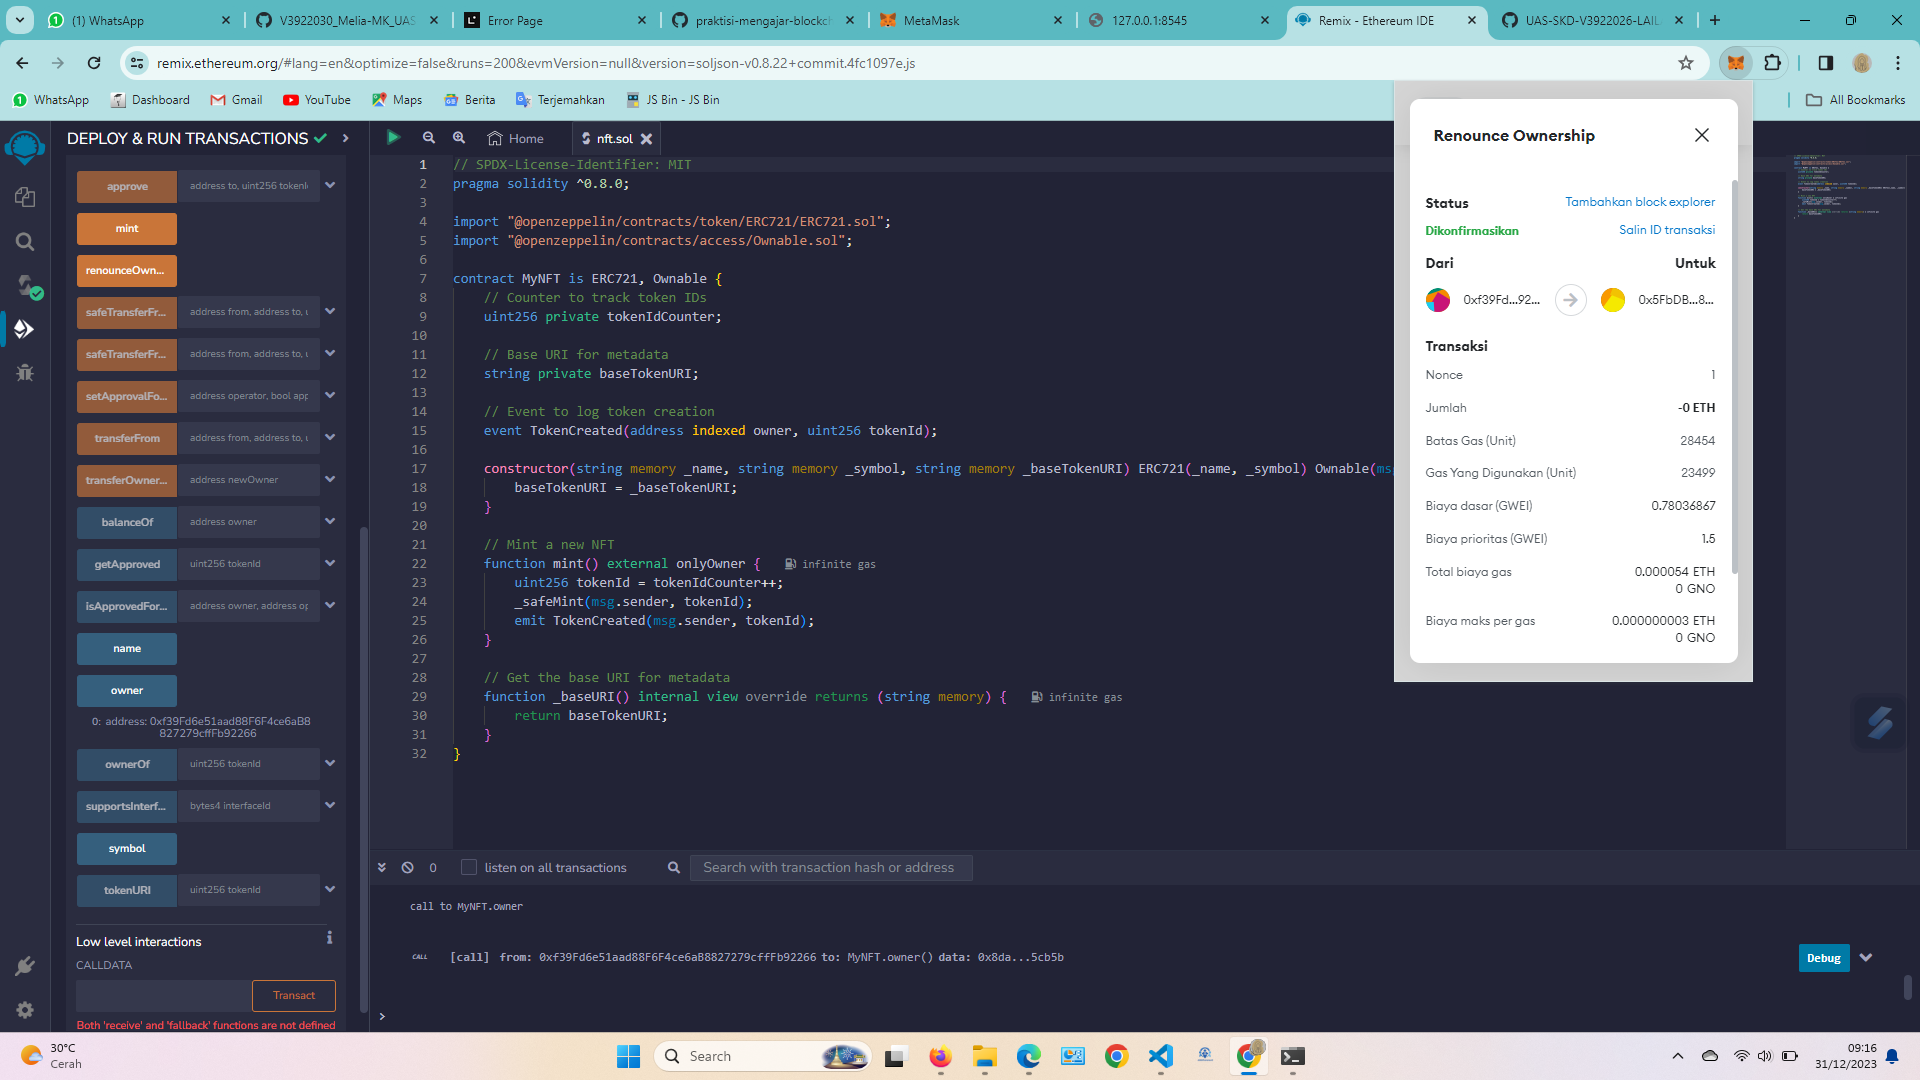 (1) WhatsApp
V3922030_Melia-MK_UAS
Error Page
praktisi-mengajar-blockch
MetaMask
127.0.0.1:8545
Remix - Ethereum IDE
UAS-SKD-V3922026-LAIL
remix.ethereum.org/#lang=en&optimize=false&runs=200&evmVersion=null&version=soljson-v0.8.22+commit.4fc1097e.js
WhatsApp
Dashboard
Gmail
YouTube
Maps
Berita
Terjemahkan
JS Bin - JS Bin
All Bookmarks
DEPLOY & RUN TRANSACTIONS
approve
address to, uint256 tokenI
mint
renounceOwn...
safeTransferFr...
address from, address to, u
safeTransferFr...
address from, address to, u
setApprovalFo...
address operator, bool app
transferFrom
address from, address to, u
transferOwner...
address newOwner
balanceOf
address owner
getApproved
uint256 tokenId
isApprovedFor...
address owner, address op
name
owner
0: address: 0xf39Fd6e51aad88F6F4ce6aB8
827279cffFb92266
ownerOf
uint256 tokenId
supportsInterf...
bytes4 interfaceId
symbol
tokenURI
uint256 tokenId
Low level interactions
CALLDATA
Transact
Both 'receive' and 'fallback' functions are not defined
Home
nft.sol
1 // SPDX-License-Identifier: MIT
2 pragma solidity ^0.8.0;
3
4 import "@openzeppelin/contracts/token/ERC721/ERC721.sol";
5 import "@openzeppelin/contracts/access/Ownable.sol";
6
7 contract MyNFT is ERC721, Ownable {
8 // Counter to track token IDs
9 uint256 private tokenIdCounter;
10
11 // Base URI for metadata
12 string private baseTokenURI;
13
14 // Event to log token creation
15 event TokenCreated(address indexed owner, uint256 tokenId);
16
17 constructor(string memory _name, string memory _symbol, string memory _baseTokenURI) ERC721(_name, _symbol) Ownable(ms
18 baseTokenURI = _baseTokenURI;
19 }
20
21 // Mint a new NFT
22 function mint() external onlyOwner { infinite gas
23 uint256 tokenId = tokenIdCounter++;
24 _safeMint(msg.sender, tokenId);
25 emit TokenCreated(msg.sender, tokenId);
26 }
27
28 // Get the base URI for metadata
29 function _baseURI() internal view override returns (string memory) { infinite gas
30 return baseTokenURI;
31 }
32 }
Renounce Ownership
Status
Tambahkan block explorer
Dikonfirmasikan
Salin ID transaksi
Dari
Untuk
0xf39Fd...92...
0x5FbDB...8...
Transaksi
Nonce
1
Jumlah
-0 ETH
Batas Gas (Unit)
28454
Gas Yang Digunakan (Unit)
23499
Biaya dasar (GWEI)
0.78036867
Biaya prioritas (GWEI)
1.5
Total biaya gas
0.000054 ETH
0 GNO
Biaya maks per gas
0.000000003 ETH
0 GNO
0
listen on all transactions
Search with transaction hash or address
call to MyNFT.owner
CALL
[call] from: 0xf39Fd6e51aad88F6F4ce6aB8827279cffFb92266 to: MyNFT.owner() data: 0x8da...5cb5b
Debug
>
30°C
Cerah
Search
09:16
31/12/2023